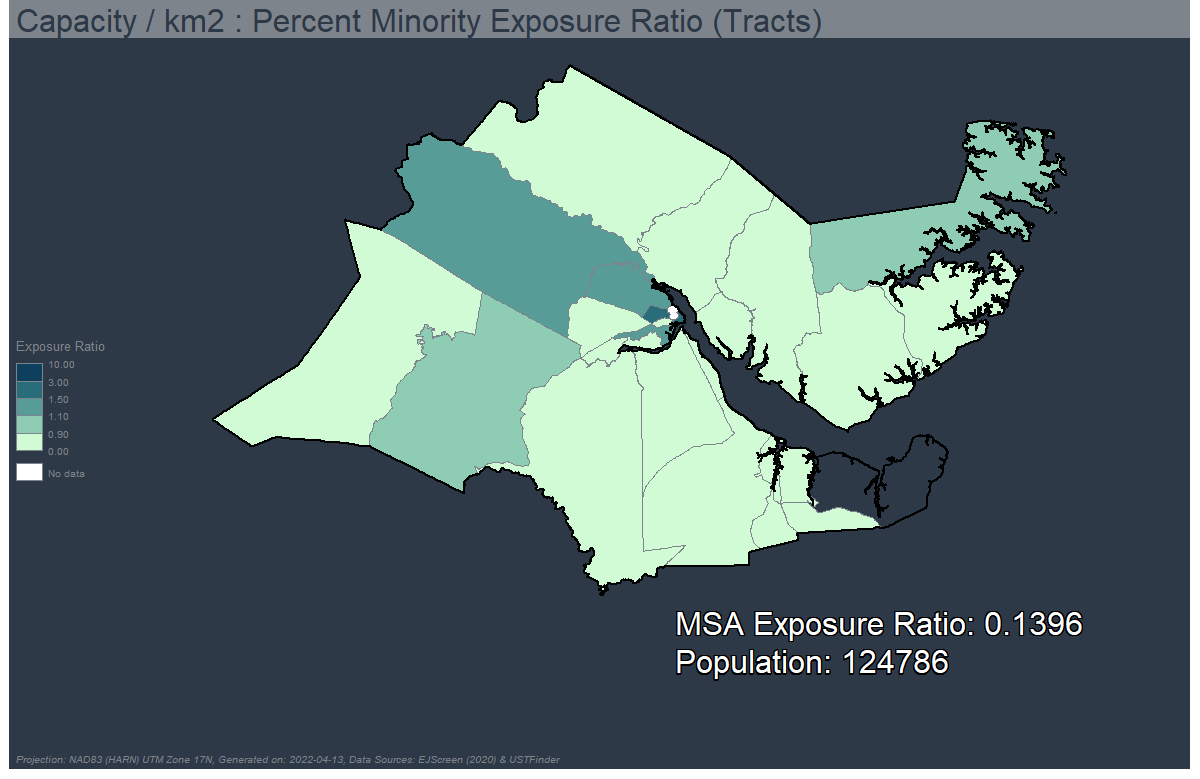 Capacity / km2 : Percent Minority Exposure Ratio (Tracts)
Exposure Ratio
10.00
3.00
1.50
1.10
0.90
0.00
No data
MSA Exposure Ratio: 0.1396
Population: 124786
Projection: NAD83 (HARN) UTM Zone 17N, Generated on: 2022-04-13, Data Sources: EJScreen (2020) & USTFinder